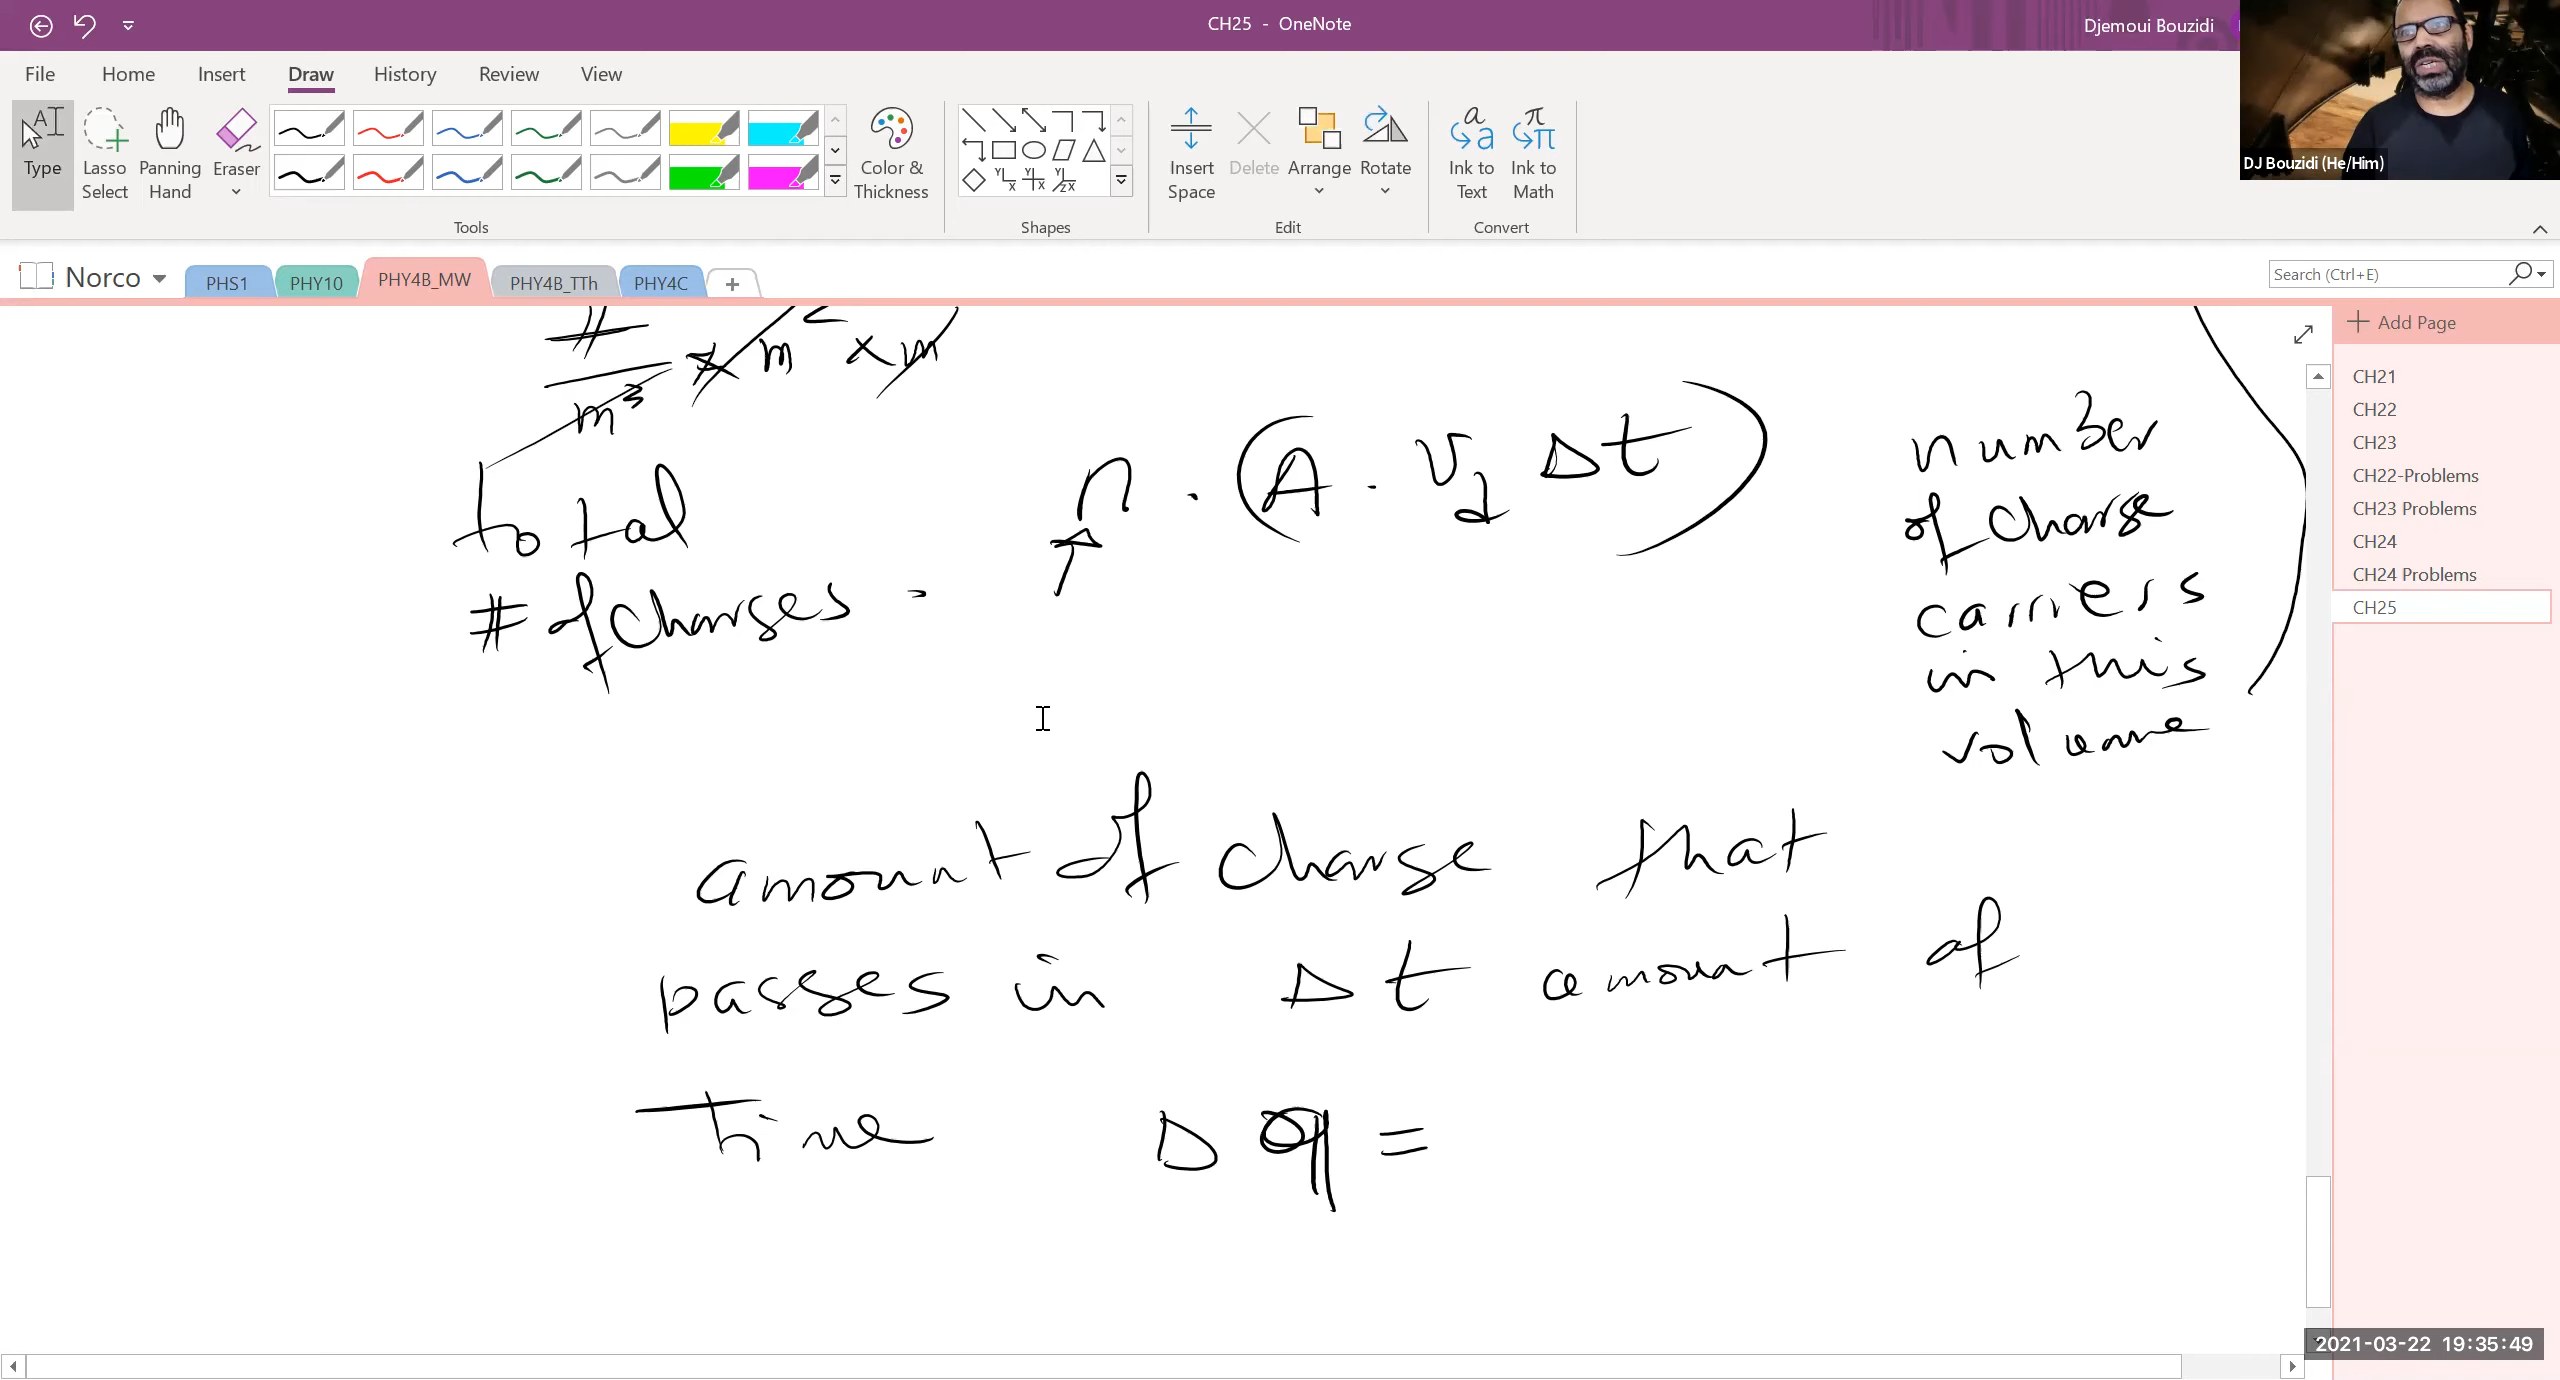 CH25 - OneNote
Djemoui Bouzidi
File Home Insert Draw History Review View
Type
Lasso Select
Panning Hand
Eraser
Color & Thickness
Insert Space
Delete
Arrange
Rotate
Ink to Text
Ink to Math
Tools
Shapes
Edit
Convert
DJ Bouzidi (He/Him)
Norco PHS1 PHY10 PHY4B_MW PHY4B_TTh PHY4C
Search (Ctrl+E)
Add Page
CH21
CH22
CH23
CH22-Problems
CH23 Problems
CH24
CH24 Problems
CH25
# / m³ × m² × m
total
# of charges = n · (A · v_d Δt)
number
of charge
carriers
in this
volume
amount of charge that
passes in Δt amount of
Time Δq =
2021-03-22 19:35:49